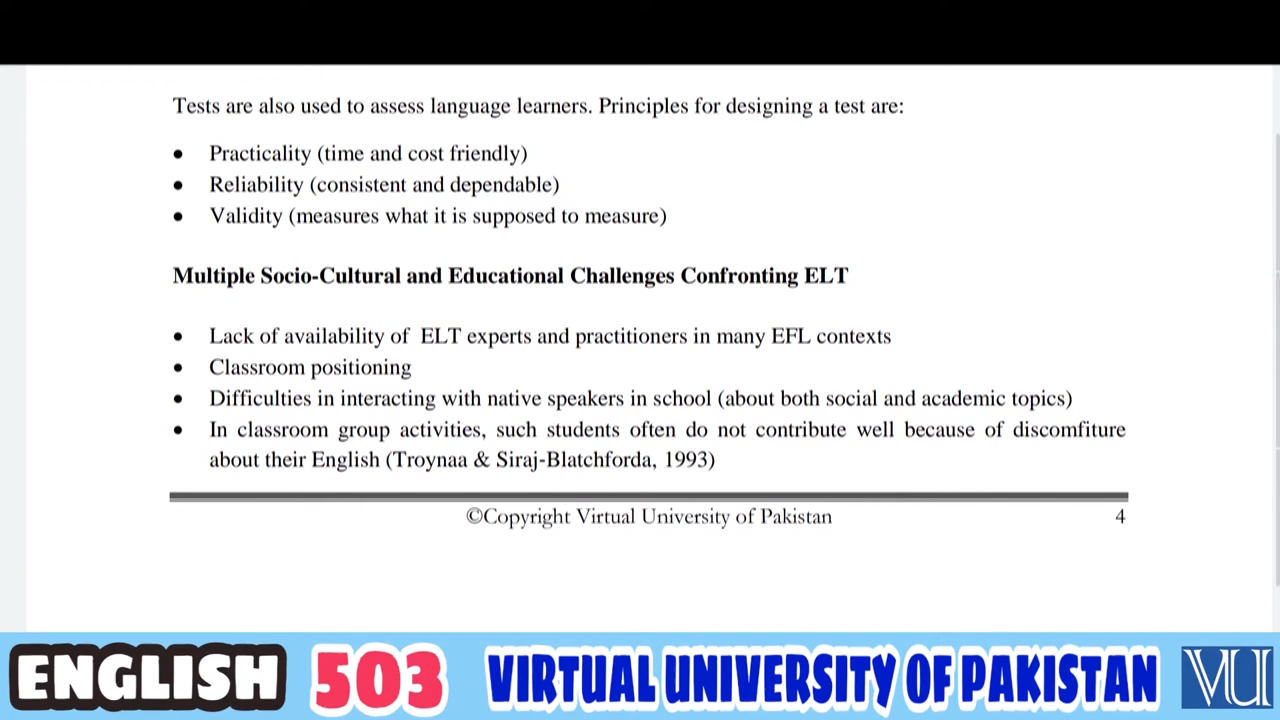 Tests are also used to assess language learners. Principles for designing a test are:
• Practicality (time and cost friendly)
• Reliability (consistent and dependable)
• Validity (measures what it is supposed to measure)
Multiple Socio-Cultural and Educational Challenges Confronting ELT
• Lack of availability of ELT experts and practitioners in many EFL contexts
• Classroom positioning
• Difficulties in interacting with native speakers in school (about both social and academic topics)
• In classroom group activities, such students often do not contribute well because of discomfiture
about their English (Troynaa & Siraj-Blatchforda, 1993)
©Copyright Virtual University of Pakistan 4
ENGLISH 503 VIRTUAL UNIVERSITY OF PAKISTAN VU